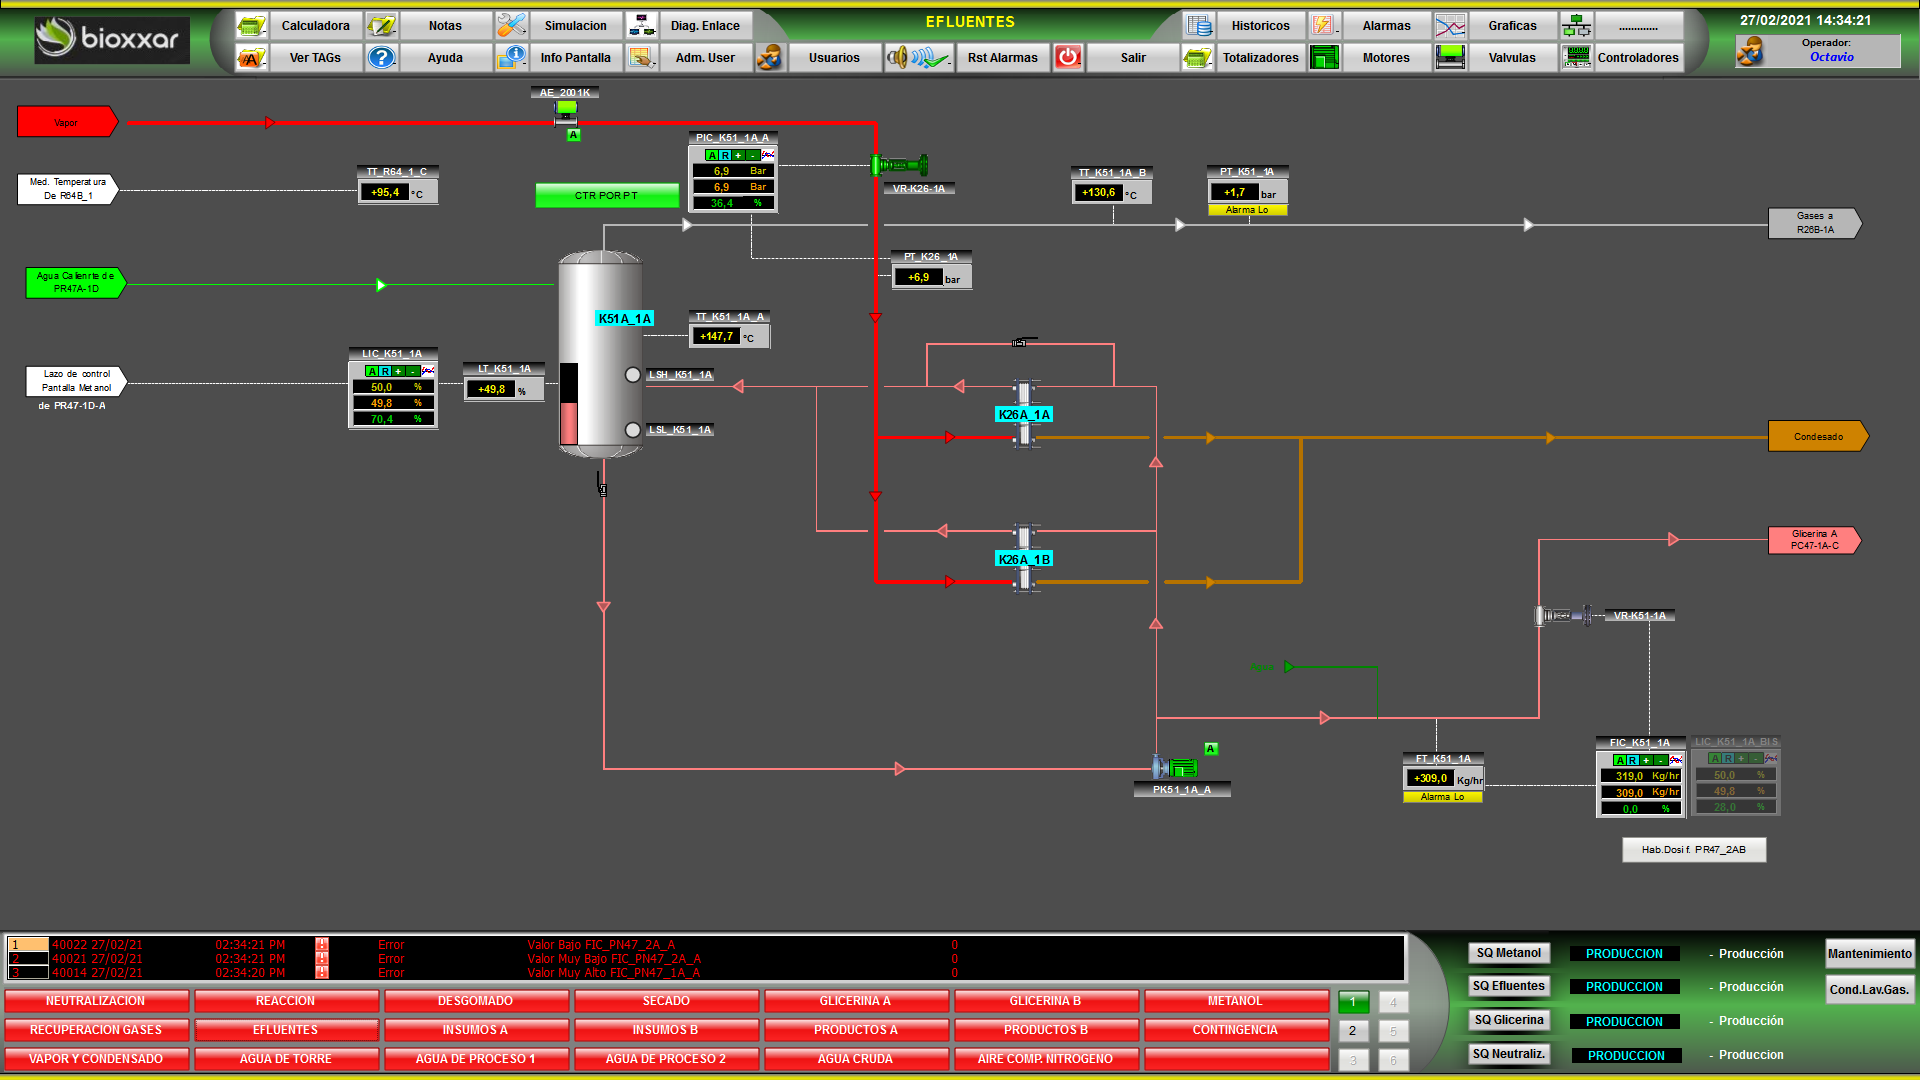 bioxxar
Calculadora
Notas
Simulacion
Diag. Enlace
EFLUENTES
Historicos
Alarmas
Graficas
.............
27/02/2021 14:34:21
Ver TAGs
Ayuda
Info Pantalla
Adm. User
Usuarios
Rst Alarmas
Salir
Totalizadores
Motores
Valvulas
Controladores
Operador:
Octavio
Vapor
AE_2001K
A
PIC_K51_1A_A
A R + -
6,9 Bar
6,9 Bar
36,4 %
VR-K26-1A
Med. Temperatura
De R64B_1
TT_R64_1_C
+95,4 °C
CTR POR PT
TT_K51_1A_B
+130,6 °C
PT_K51_1A
+1,7 bar
Alarma Lo
Gases a
R26B-1A
PT_K26_1A
+6,9 bar
Agua Caliente de
PR47A-1D
K51A_1A
TT_K51_1A_A
+147,7 °C
Lazo de control
Pantalla Metanol
de PR47-1D-A
LIC_K51_1A
A R + -
50,0 %
49,8 %
70,4 %
LT_K51_1A
+49,8 %
LSH_K51_1A
LSL_K51_1A
K26A_1A
Condesado
K26A_1B
Glicerina A
PC47-1A-C
VR-K51-1A
PK51_1A_A
A
FT_K51_1A
+309,0 Kg/hr
Alarma Lo
FIC_K51_1A
A R + -
319,0 Kg/hr
309,0 Kg/hr
0,0 %
LIC_K51_1A_BIS
A R + -
50,0 %
49,8 %
28,0 %
Hab.Dosif. PR47_2AB
1 40022 27/02/21 02:34:21 PM Error Valor Bajo FIC_PN47_2A_A 0
2 40021 27/02/21 02:34:21 PM Error Valor Muy Bajo FIC_PN47_2A_A 0
3 40014 27/02/21 02:34:20 PM Error Valor Muy Alto FIC_PN47_1A_A 0
NEUTRALIZACION
REACCION
DESGOMADO
SECADO
GLICERINA A
GLICERINA B
METANOL
1
4
RECUPERACION GASES
EFLUENTES
INSUMOS A
INSUMOS B
PRODUCTOS A
PRODUCTOS B
CONTINGENCIA
2
5
VAPOR Y CONDENSADO
AGUA DE TORRE
AGUA DE PROCESO 1
AGUA DE PROCESO 2
AGUA CRUDA
AIRE COMP. NITROGENO
3
6
SQ Metanol
PRODUCCION
- Producción
Mantenimiento
SQ Efluentes
PRODUCCION
- Producción
Cond.Lav.Gas.
SQ Glicerina
PRODUCCION
- Producción
SQ Neutraliz.
PRODUCCION
- Produccion